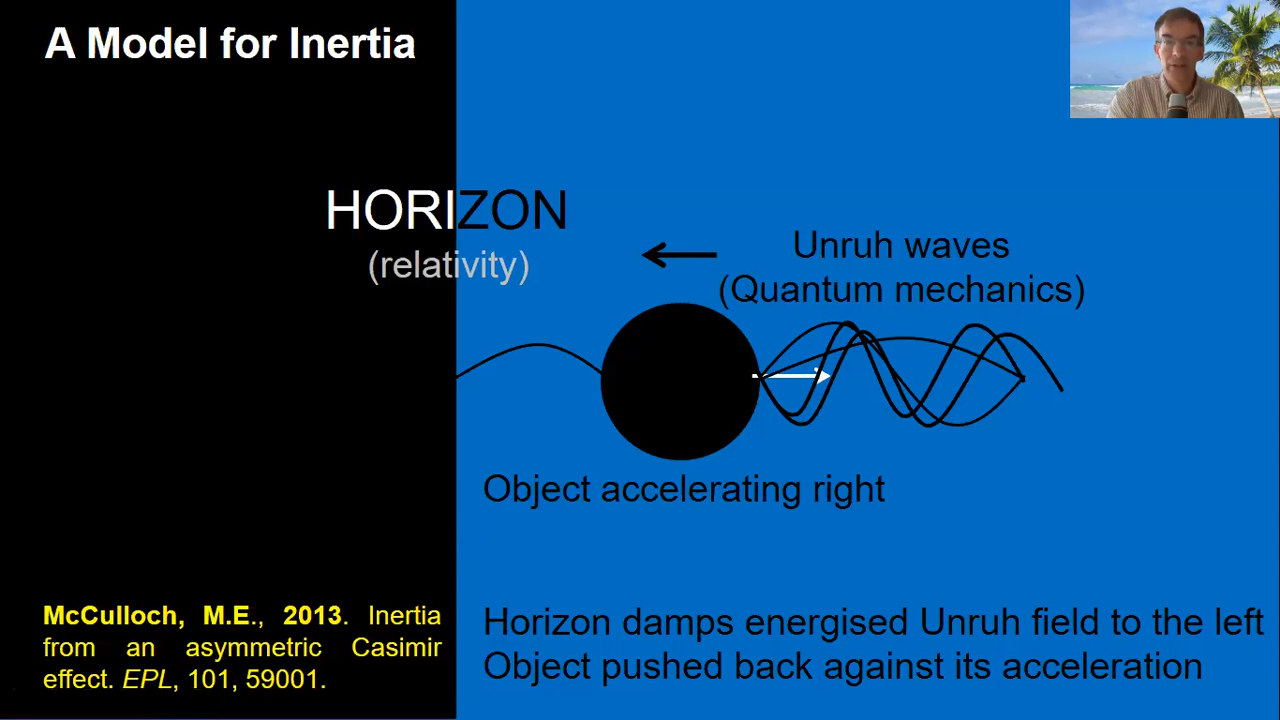 A Model for Inertia
HORIZON
(relativity)
Unruh waves
(Quantum mechanics)
Object accelerating right
McCulloch, M.E., 2013. Inertia
from an asymmetric Casimir
effect. EPL, 101, 59001.
Horizon damps energised Unruh field to the left
Object pushed back against its acceleration